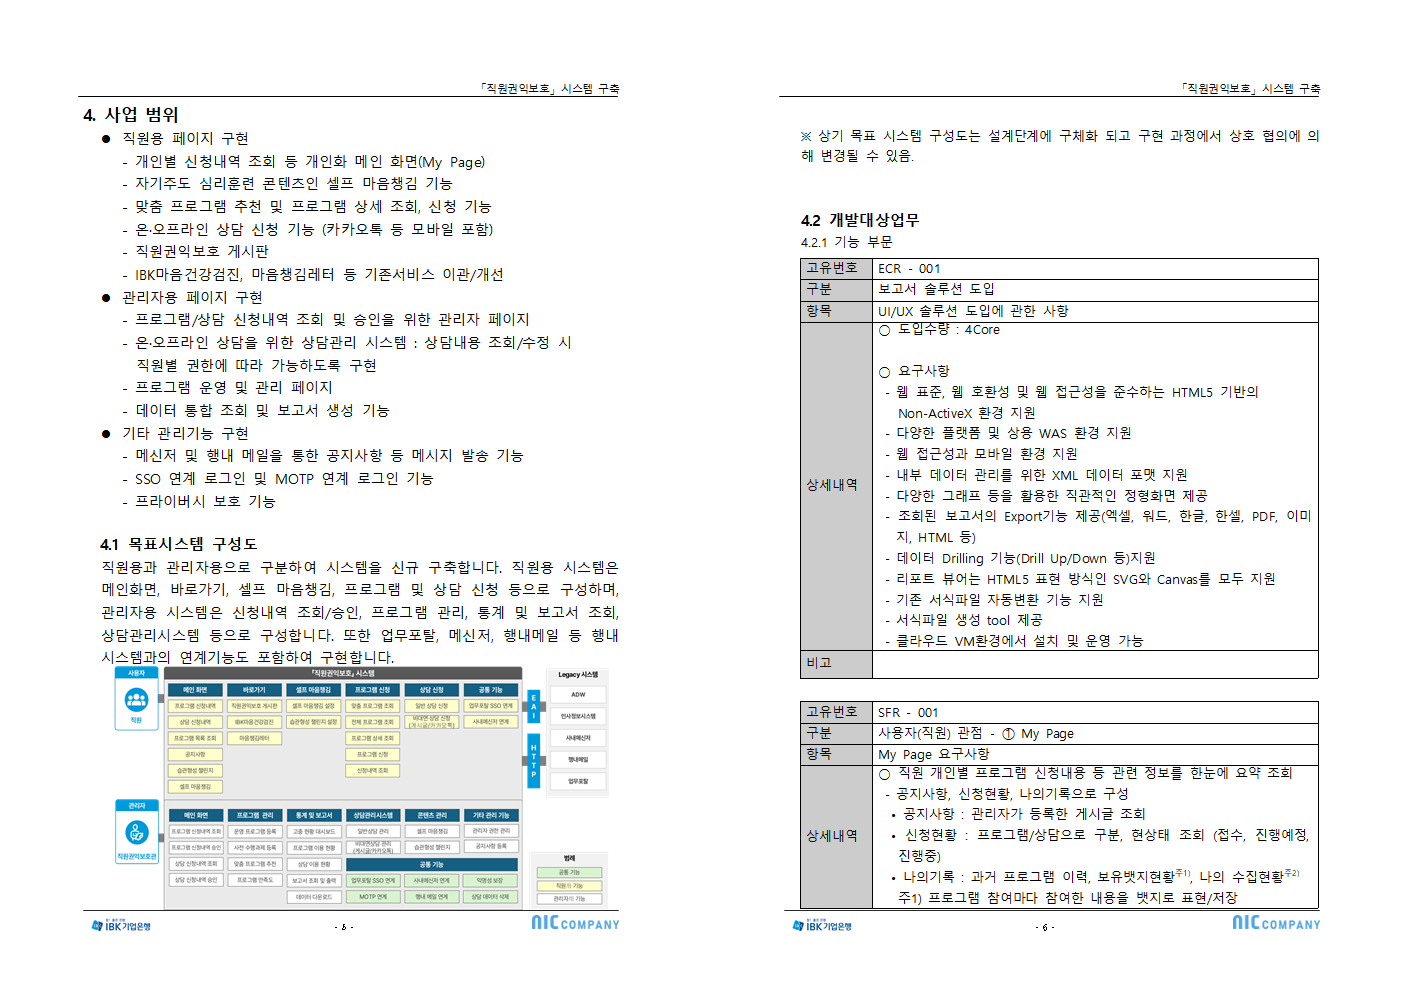 「직원권익보호」 시스템 구축
4. 사업 범위
● 직원용 페이지 구현
- 개인별 신청내역 조회 등 개인화 메인 화면(My Page)
- 자기주도 심리훈련 콘텐츠인 셀프 마음챙김 기능
- 맞춤 프로그램 추천 및 프로그램 상세 조회, 신청 기능
- 온·오프라인 상담 신청 기능 (카카오톡 등 모바일 포함)
- 직원권익보호 게시판
- IBK마음건강검진, 마음챙김레터 등 기존서비스 이관/개선
● 관리자용 페이지 구현
- 프로그램/상담 신청내역 조회 및 승인을 위한 관리자 페이지
- 온·오프라인 상담을 위한 상담관리 시스템 : 상담내용 조회/수정 시
직원별 권한에 따라 가능하도록 구현
- 프로그램 운영 및 관리 페이지
- 데이터 통합 조회 및 보고서 생성 기능
● 기타 관리기능 구현
- 메신저 및 행내 메일을 통한 공지사항 등 메시지 발송 기능
- SSO 연계 로그인 및 MOTP 연계 로그인 기능
- 프라이버시 보호 기능
4.1 목표시스템 구성도
직원용과 관리자용으로 구분하여 시스템을 신규 구축합니다. 직원용 시스템은
메인화면, 바로가기, 셀프 마음챙김, 프로그램 및 상담 신청 등으로 구성하며,
관리자용 시스템은 신청내역 조회/승인, 프로그램 관리, 통계 및 보고서 조회,
상담관리시스템 등으로 구성합니다. 또한 업무포탈, 메신저, 행내메일 등 행내
시스템과의 연계기능도 포함하여 구현합니다.
사용자
직원
「직원권익보호」 시스템
메인 화면 바로가기 셀프 마음챙김 프로그램 신청 상담 신청 공통 기능
프로그램 신청내역 직원권익보호 게시판 셀프 마음챙김 설정 맞춤 프로그램 조회 일반 상담 신청 업무포탈 SSO 연계
상담 신청내역 IBK마음건강검진 습관형성 챌린지 설정 전체 프로그램 조회 비대면 상담 신청 (게시글/카카오톡) 사내메신저 연계
프로그램 목록 조회 마음챙김레터 프로그램 상세 조회
공지사항 프로그램 신청
습관형성 챌린지 신청내역 조회
셀프 마음챙김
EAI
HTTP
Legacy 시스템
ADW
인사정보시스템
사내메신저
행내메일
업무포탈
관리자
직원권익보호관
메인 화면 프로그램 관리 통계 및 보고서 상담관리시스템 콘텐츠 관리 기타 관리 기능
프로그램 신청내역 조회 운영 프로그램 등록 고충 현황 대시보드 일반상담 관리 셀프 마음챙김 관리자 권한 관리
프로그램 신청내역 승인 사전 수행과제 등록 프로그램 이용 현황 비대면상담 관리 (게시글/카카오톡) 습관형성 챌린지 공지사항 등록
상담 신청내역 조회 맞춤 프로그램 추천 상담 이용 현황 공통 기능
상담 신청내역 승인 프로그램 만족도 보고서 조회 및 출력 업무포탈 SSO 연계 사내메신저 연계 익명성 보장
데이터 다운로드 MOTP 연계 행내 메일 연계 상담 데이터 삭제
범례
공통 기능
직원의 기능
관리자의 기능
IBK기업은행
- 5 -
NICCOMPANY
「직원권익보호」 시스템 구축
※ 상기 목표 시스템 구성도는 설계단계에 구체화 되고 구현 과정에서 상호 협의에 의
해 변경될 수 있음.
4.2 개발대상업무
4.2.1 기능 부문
고유번호 ECR - 001
구분 보고서 솔루션 도입
항목 UI/UX 솔루션 도입에 관한 사항
상세내역
○ 도입수량 : 4Core
○ 요구사항
- 웹 표준, 웹 호환성 및 웹 접근성을 준수하는 HTML5 기반의
Non-ActiveX 환경 지원
- 다양한 플랫폼 및 상용 WAS 환경 지원
- 웹 접근성과 모바일 환경 지원
- 내부 데이터 관리를 위한 XML 데이터 포맷 지원
- 다양한 그래프 등을 활용한 직관적인 정형화면 제공
- 조회된 보고서의 Export기능 제공(엑셀, 워드, 한글, 한셀, PDF, 이미
지, HTML 등)
- 데이터 Drilling 기능(Drill Up/Down 등)지원
- 리포트 뷰어는 HTML5 표현 방식인 SVG와 Canvas를 모두 지원
- 기존 서식파일 자동변환 기능 지원
- 서식파일 생성 tool 제공
- 클라우드 VM환경에서 설치 및 운영 가능
비고
고유번호 SFR - 001
구분 사용자(직원) 관점 - ① My Page
항목 My Page 요구사항
상세내역
○ 직원 개인별 프로그램 신청내용 등 관련 정보를 한눈에 요약 조회
- 공지사항, 신청현황, 나의기록으로 구성
• 공지사항 : 관리자가 등록한 게시글 조회
• 신청현황 : 프로그램/상담으로 구분, 현상태 조회 (접수, 진행예정,
진행중)
• 나의기록 : 과거 프로그램 이력, 보유뱃지현황주1), 나의 수집현황주2)
주1) 프로그램 참여마다 참여한 내용을 뱃지로 표현/저장
IBK기업은행
- 6 -
NICCOMPANY